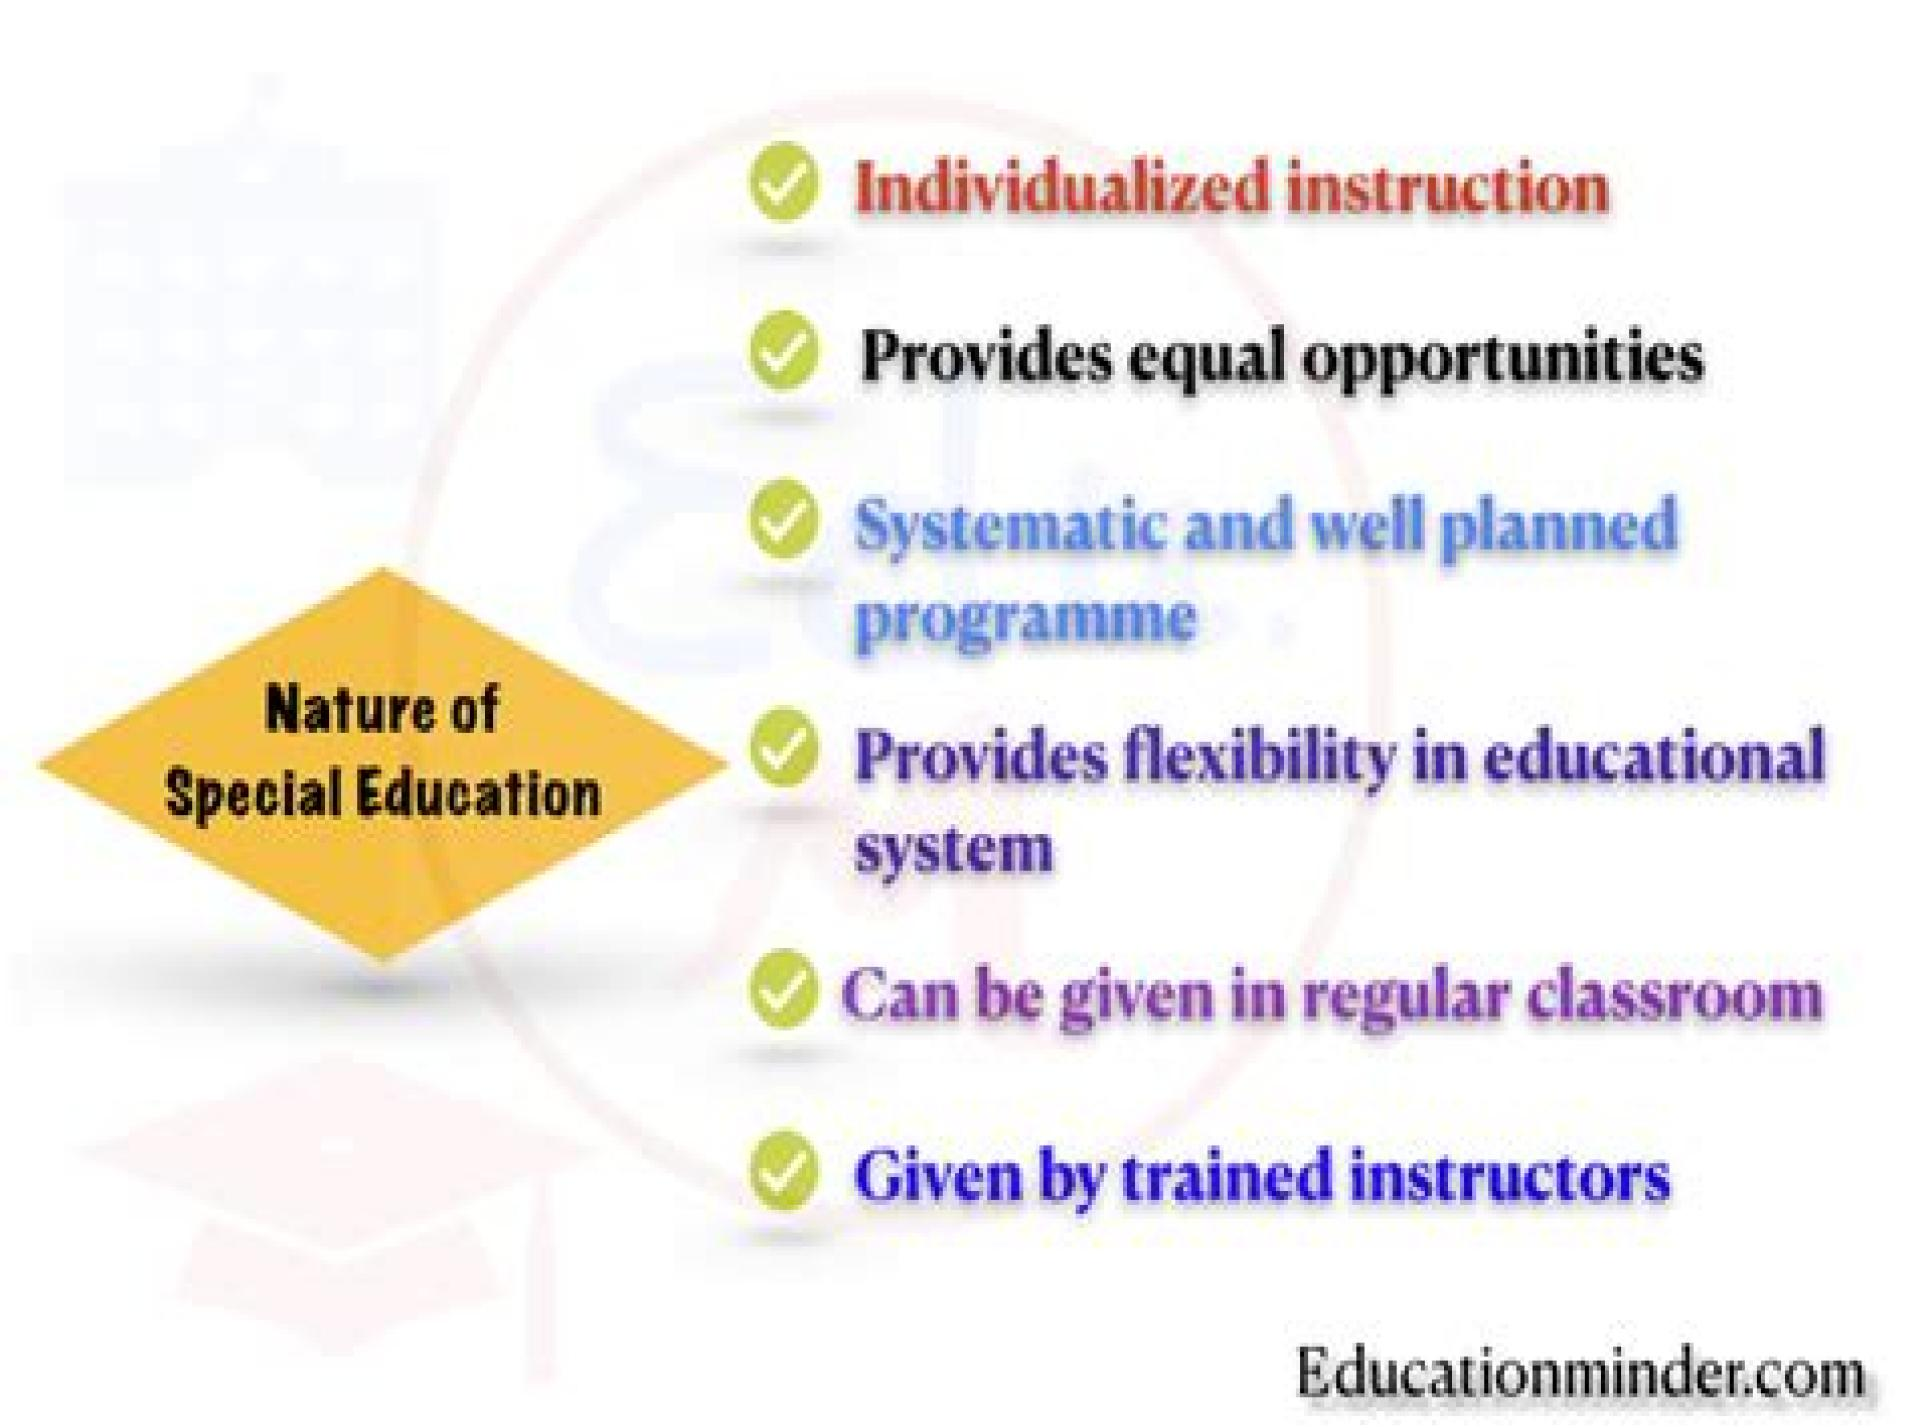 Individualized instruction
Provides equal opportunities
Systematic and well planned
programme
Nature of
Special Education
Provides flexibility in educational
system
Can be given in regular classroom
Given by trained instructors
Educationminder.com